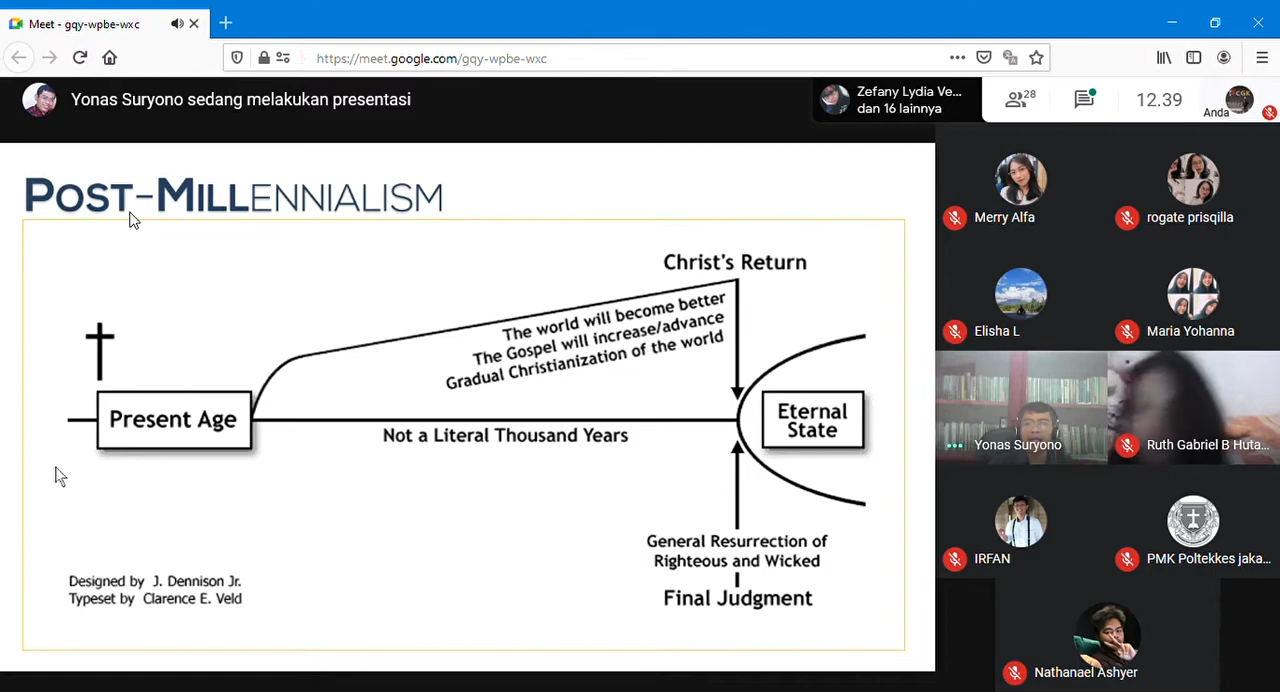 Meet - gqy-wpbe-wxc
https://meet.google.com/gqy-wpbe-wxc
Yonas Suryono sedang melakukan presentasi
Zefany Lydia Ve...
dan 16 lainnya
28
12.39
Anda
POST-MILLENNIALISM
Christ's Return
The world will become better
The Gospel will increase/advance
Gradual Christianization of the world
Present Age
Eternal
State
Not a Literal Thousand Years
General Resurrection of
Righteous and Wicked
Final Judgment
Designed by J. Dennison Jr.
Typeset by Clarence E. Veld
Merry Alfa
rogate prisqilla
Elisha L
Maria Yohanna
Yonas Suryono
Ruth Gabriel B Huta...
IRFAN
PMK Poltekkes jaka...
Nathanael Ashyer